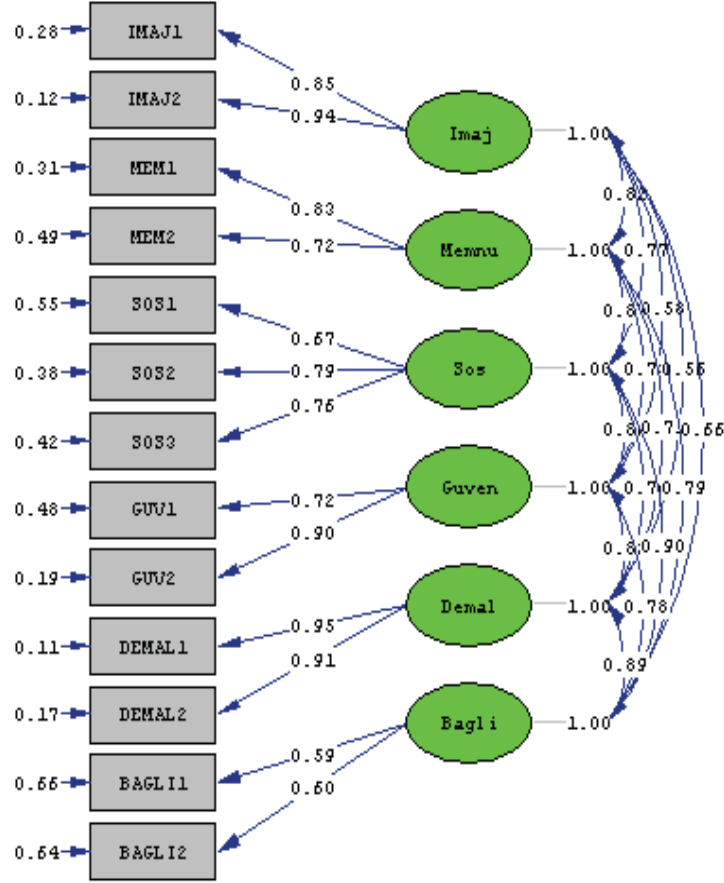 0.28 IMAJ1
0.85
0.12 IMAJ2
0.94
Imaj 1.00
0.31 MEM1
0.82
0.83
0.49 MEM2
0.72
Memnu 1.00 0.77
0.55 SOS1
0.58
0.67
0.38 SOS2
0.79
Sos 1.00
0.76
0.42 SOS3
0.66
0.48 GUV1
0.72
Guven 1.00 0.79
0.90
0.19 GUV2
0.90
0.95
Demal 1.00 0.78
0.11 DEMAL1
0.91
0.89
0.17 DEMAL2
Bagli 1.00
0.59
0.66 BAGLI1
0.60
0.64 BAGLI2